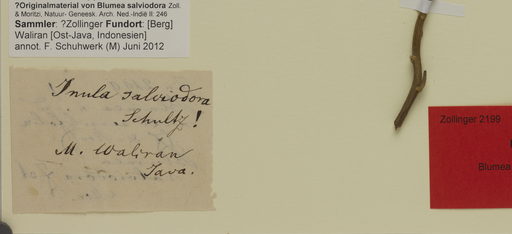 ?Originalmaterial von Blumea salviodora Zoll.
& Moritzi, Natuur- Geneesk. Arch. Ned.-Indië II: 246
Sammler: ?Zollinger Fundort: [Berg]
Waliran [Ost-Java, Indonesien]
annot. F. Schuhwerk (M) Juni 2012
Inula salviodora
Schultz!
M. Waliran
Java.
Zollinger 2199
Blumea